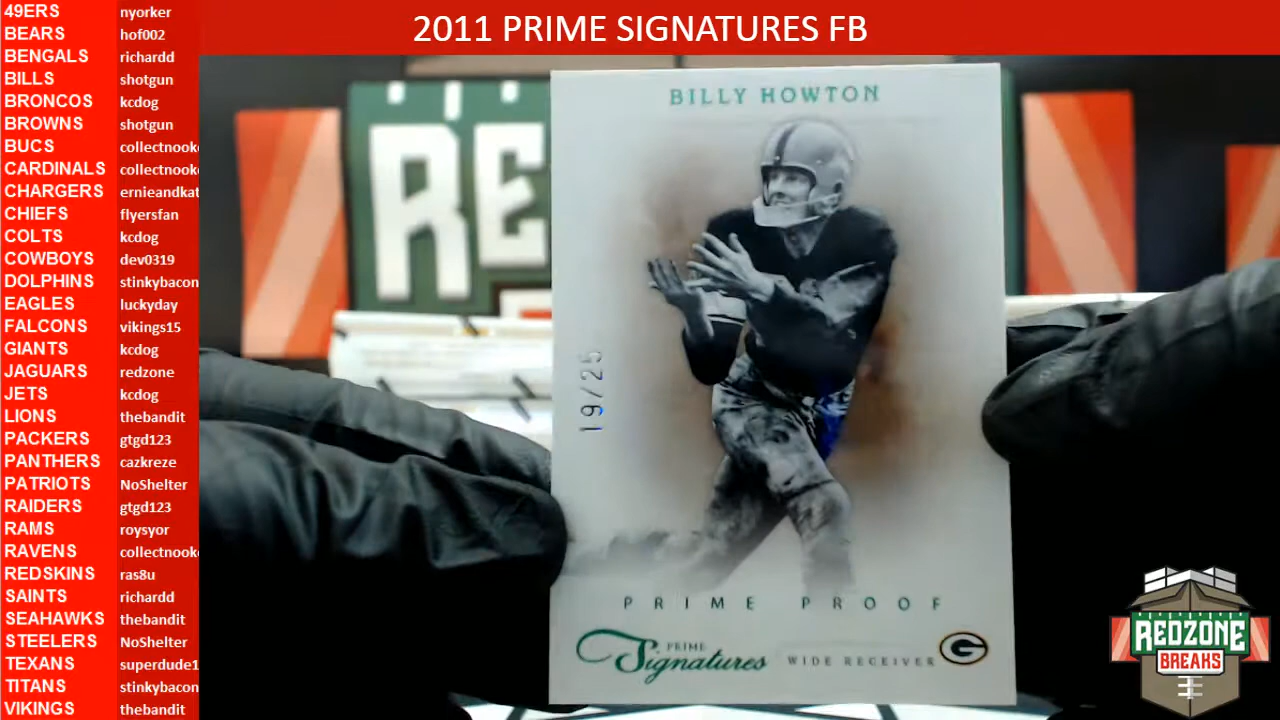 2011 PRIME SIGNATURES FB
49ERS nyorker
BEARS hof002
BENGALS richardd
BILLS shotgun
BRONCOS kcdog
BROWNS shotgun
BUCS collectnook
CARDINALS collectnook
CHARGERS ernieandkat
CHIEFS flyersfan
COLTS kcdog
COWBOYS dev0319
DOLPHINS stinkybacon
EAGLES luckyday
FALCONS vikings15
GIANTS kcdog
JAGUARS redzone
JETS kcdog
LIONS thebandit
PACKERS gtgd123
PANTHERS cazkreze
PATRIOTS NoShelter
RAIDERS gtgd123
RAMS roysyor
RAVENS collectnook
REDSKINS ras8u
SAINTS richardd
SEAHAWKS thebandit
STEELERS NoShelter
TEXANS superdude1
TITANS stinkybacon
VIKINGS thebandit
RE
BILLY HOWTON
19/25
PRIME PROOF
PRIME
Signatures
WIDE RECEIVER
G
REDZONE
BREAKS